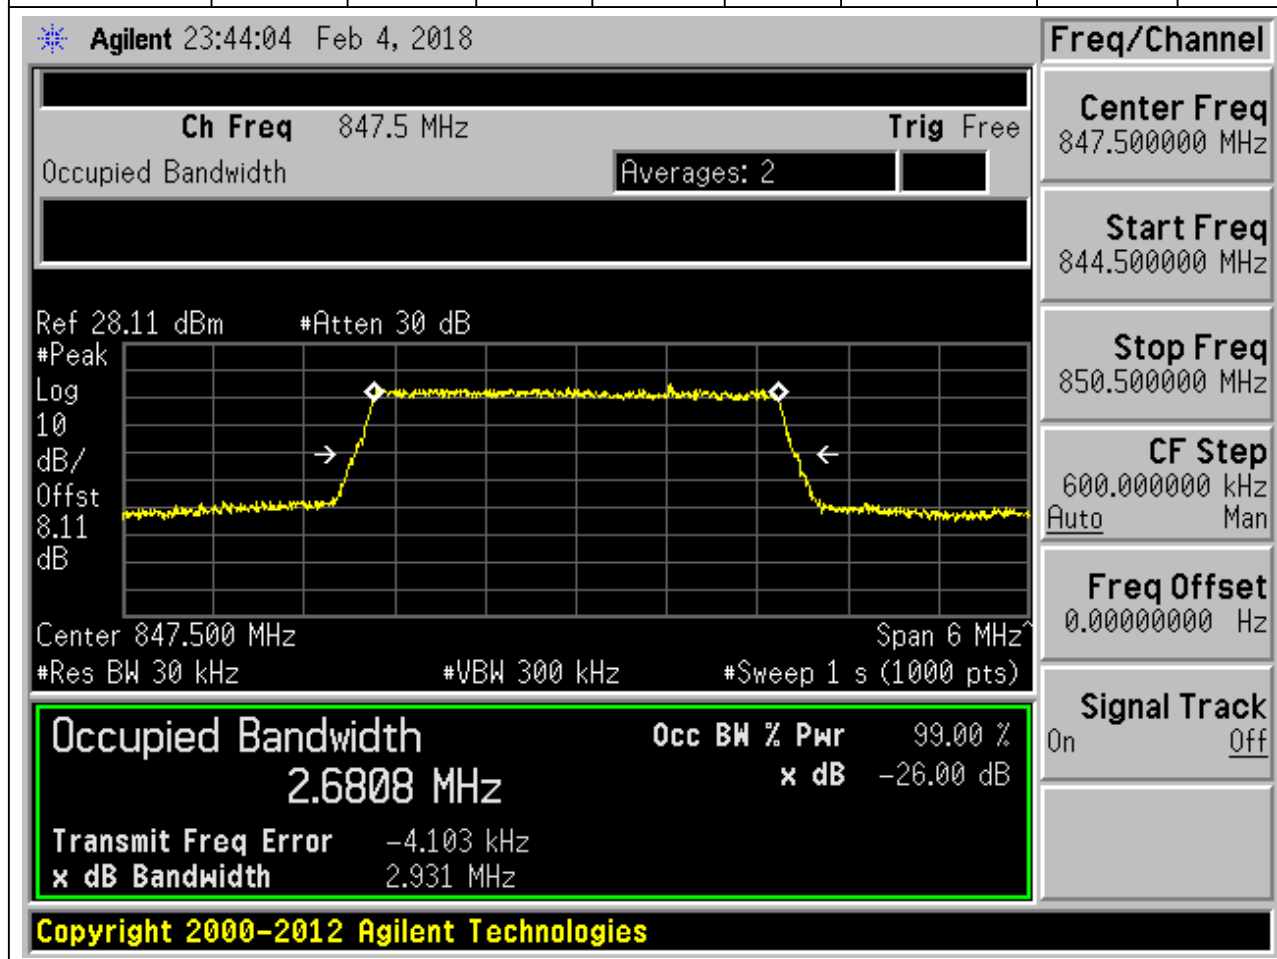 Agilent 23:44:04 Feb 4, 2018
Freq/Channel
Ch Freq 847.5 MHz Trig Free
Occupied Bandwidth Averages: 2
Center Freq
847.500000 MHz
Start Freq
844.500000 MHz
Stop Freq
850.500000 MHz
CF Step
600.000000 kHz
Auto Man
Freq Offset
0.00000000 Hz
Signal Track
On Off
Ref 28.11 dBm #Atten 30 dB
#Peak
Log
10
dB/
Offst
8.11
dB
Center 847.500 MHz Span 6 MHz^
#Res BW 30 kHz #VBW 300 kHz #Sweep 1 s (1000 pts)
Occupied Bandwidth Occ BW % Pwr 99.00 %
2.6808 MHz x dB -26.00 dB
Transmit Freq Error -4.103 kHz
x dB Bandwidth 2.931 MHz
Copyright 2000-2012 Agilent Technologies